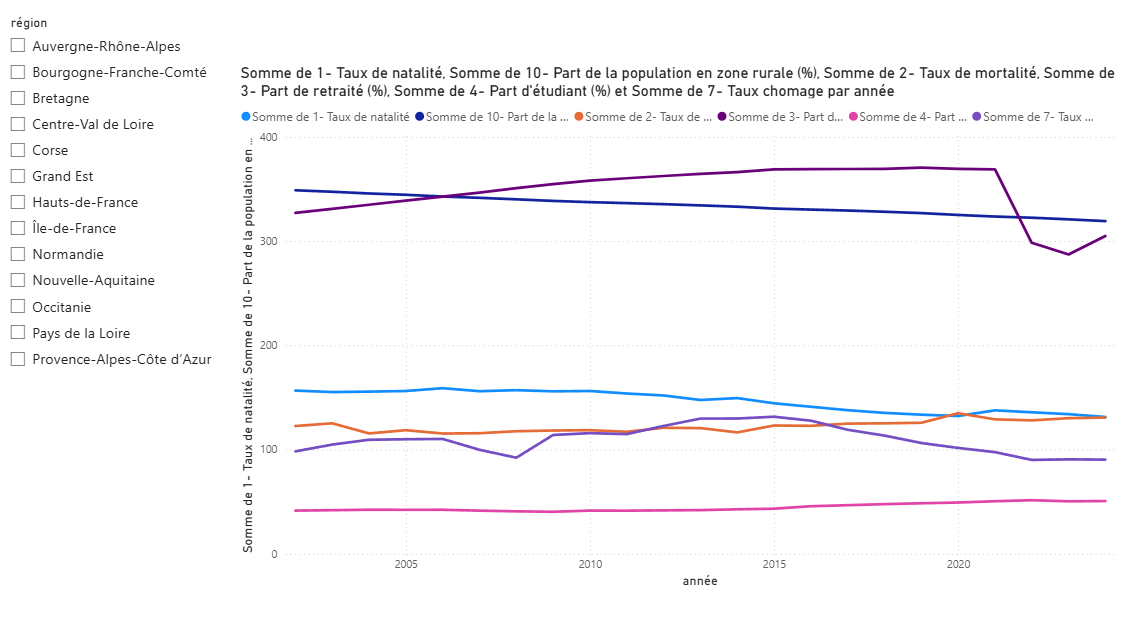 région
Auvergne-Rhône-Alpes
Bourgogne-Franche-Comté
Bretagne
Centre-Val de Loire
Corse
Grand Est
Hauts-de-France
Île-de-France
Normandie
Nouvelle-Aquitaine
Occitanie
Pays de la Loire
Provence-Alpes-Côte d’Azur
Somme de 1- Taux de natalité, Somme de 10- Part de la population en zone rurale (%), Somme de 2- Taux de mortalité, Somme de
3- Part de retraité (%), Somme de 4- Part d'étudiant (%) et Somme de 7- Taux chomage par année
Somme de 1- Taux de natalité Somme de 10- Part de la ... Somme de 2- Taux de ... Somme de 3- Part d... Somme de 4- Part ... Somme de 7- Taux ...
Somme de 1- Taux de natalité, Somme de 10- Part de la population en ...
400
300
200
100
0
2005 2010 2015 2020
année